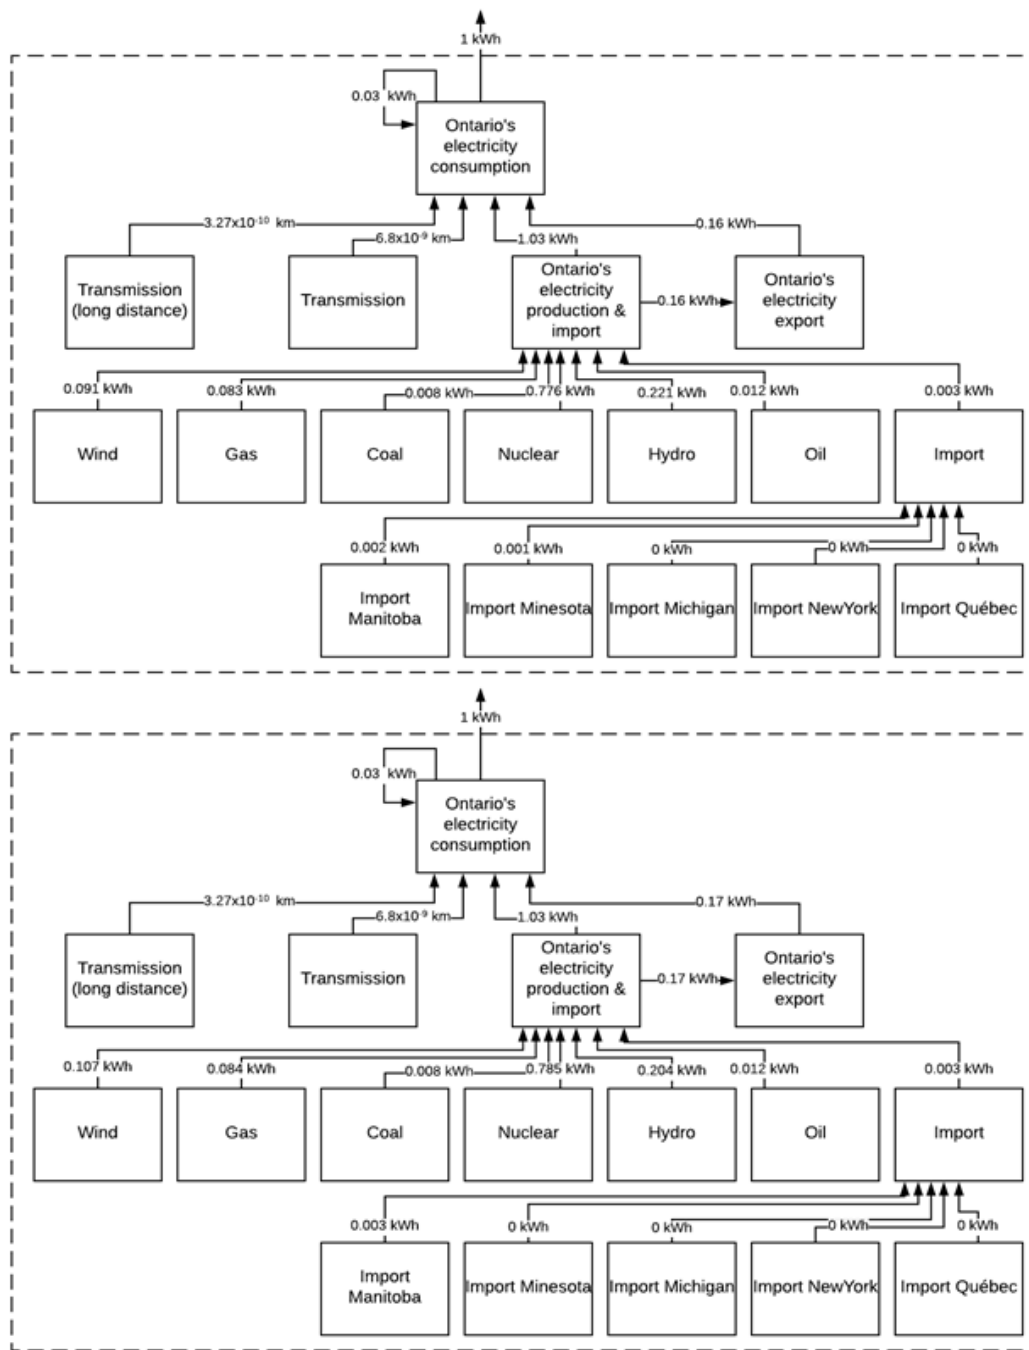 1 kWh
0.03 kWh
Ontario's
electricity
consumption
3.27x10⁻¹⁰ km
6.8x10⁻⁹ km
1.03 kWh
0.16 kWh
Transmission
(long distance)
Transmission
Ontario's
electricity
production &
import
0.16 kWh
Ontario's
electricity
export
0.091 kWh
0.083 kWh
0.008 kWh
0.776 kWh
0.221 kWh
0.012 kWh
0.003 kWh
Wind
Gas
Coal
Nuclear
Hydro
Oil
Import
0.002 kWh
0.001 kWh
0 kWh
0 kWh
0 kWh
Import
Manitoba
Import Minesota
Import Michigan
Import NewYork
Import Québec
1 kWh
0.03 kWh
Ontario's
electricity
consumption
3.27x10⁻¹⁰ km
6.8x10⁻⁹ km
1.03 kWh
0.17 kWh
Transmission
(long distance)
Transmission
Ontario's
electricity
production &
import
0.17 kWh
Ontario's
electricity
export
0.107 kWh
0.084 kWh
0.008 kWh
0.785 kWh
0.204 kWh
0.012 kWh
0.003 kWh
Wind
Gas
Coal
Nuclear
Hydro
Oil
Import
0.003 kWh
0 kWh
0 kWh
0 kWh
0 kWh
Import
Manitoba
Import Minesota
Import Michigan
Import NewYork
Import Québec